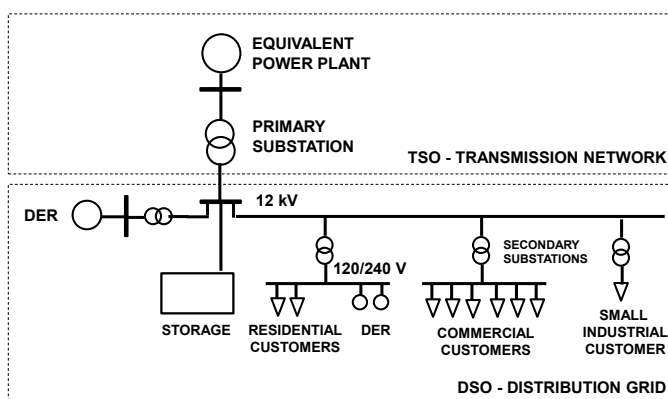 EQUIVALENT
POWER PLANT
PRIMARY
SUBSTATION
TSO - TRANSMISSION NETWORK
12 kV
DER
SECONDARY
SUBSTATIONS
120/240 V
STORAGE
RESIDENTIAL
CUSTOMERS
DER
COMMERCIAL
CUSTOMERS
SMALL
INDUSTRIAL
CUSTOMER
DSO - DISTRIBUTION GRID